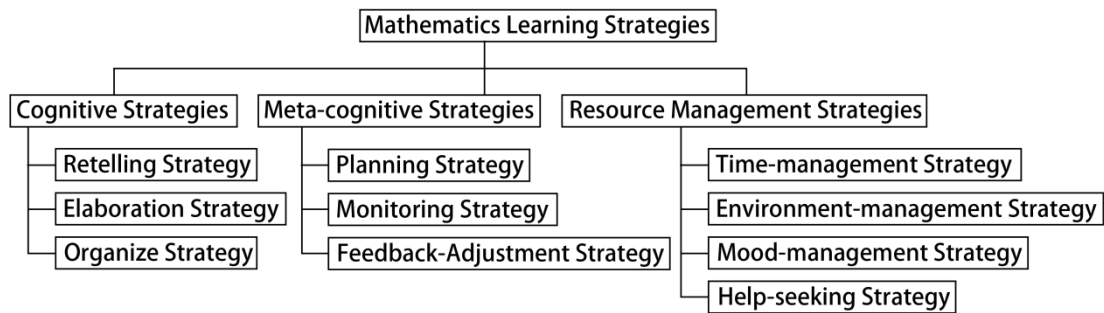 Mathematics Learning Strategies
Cognitive Strategies
Retelling Strategy
Elaboration Strategy
Organize Strategy
Meta-cognitive Strategies
Planning Strategy
Monitoring Strategy
Feedback-Adjustment Strategy
Resource Management Strategies
Time-management Strategy
Environment-management Strategy
Mood-management Strategy
Help-seeking Strategy